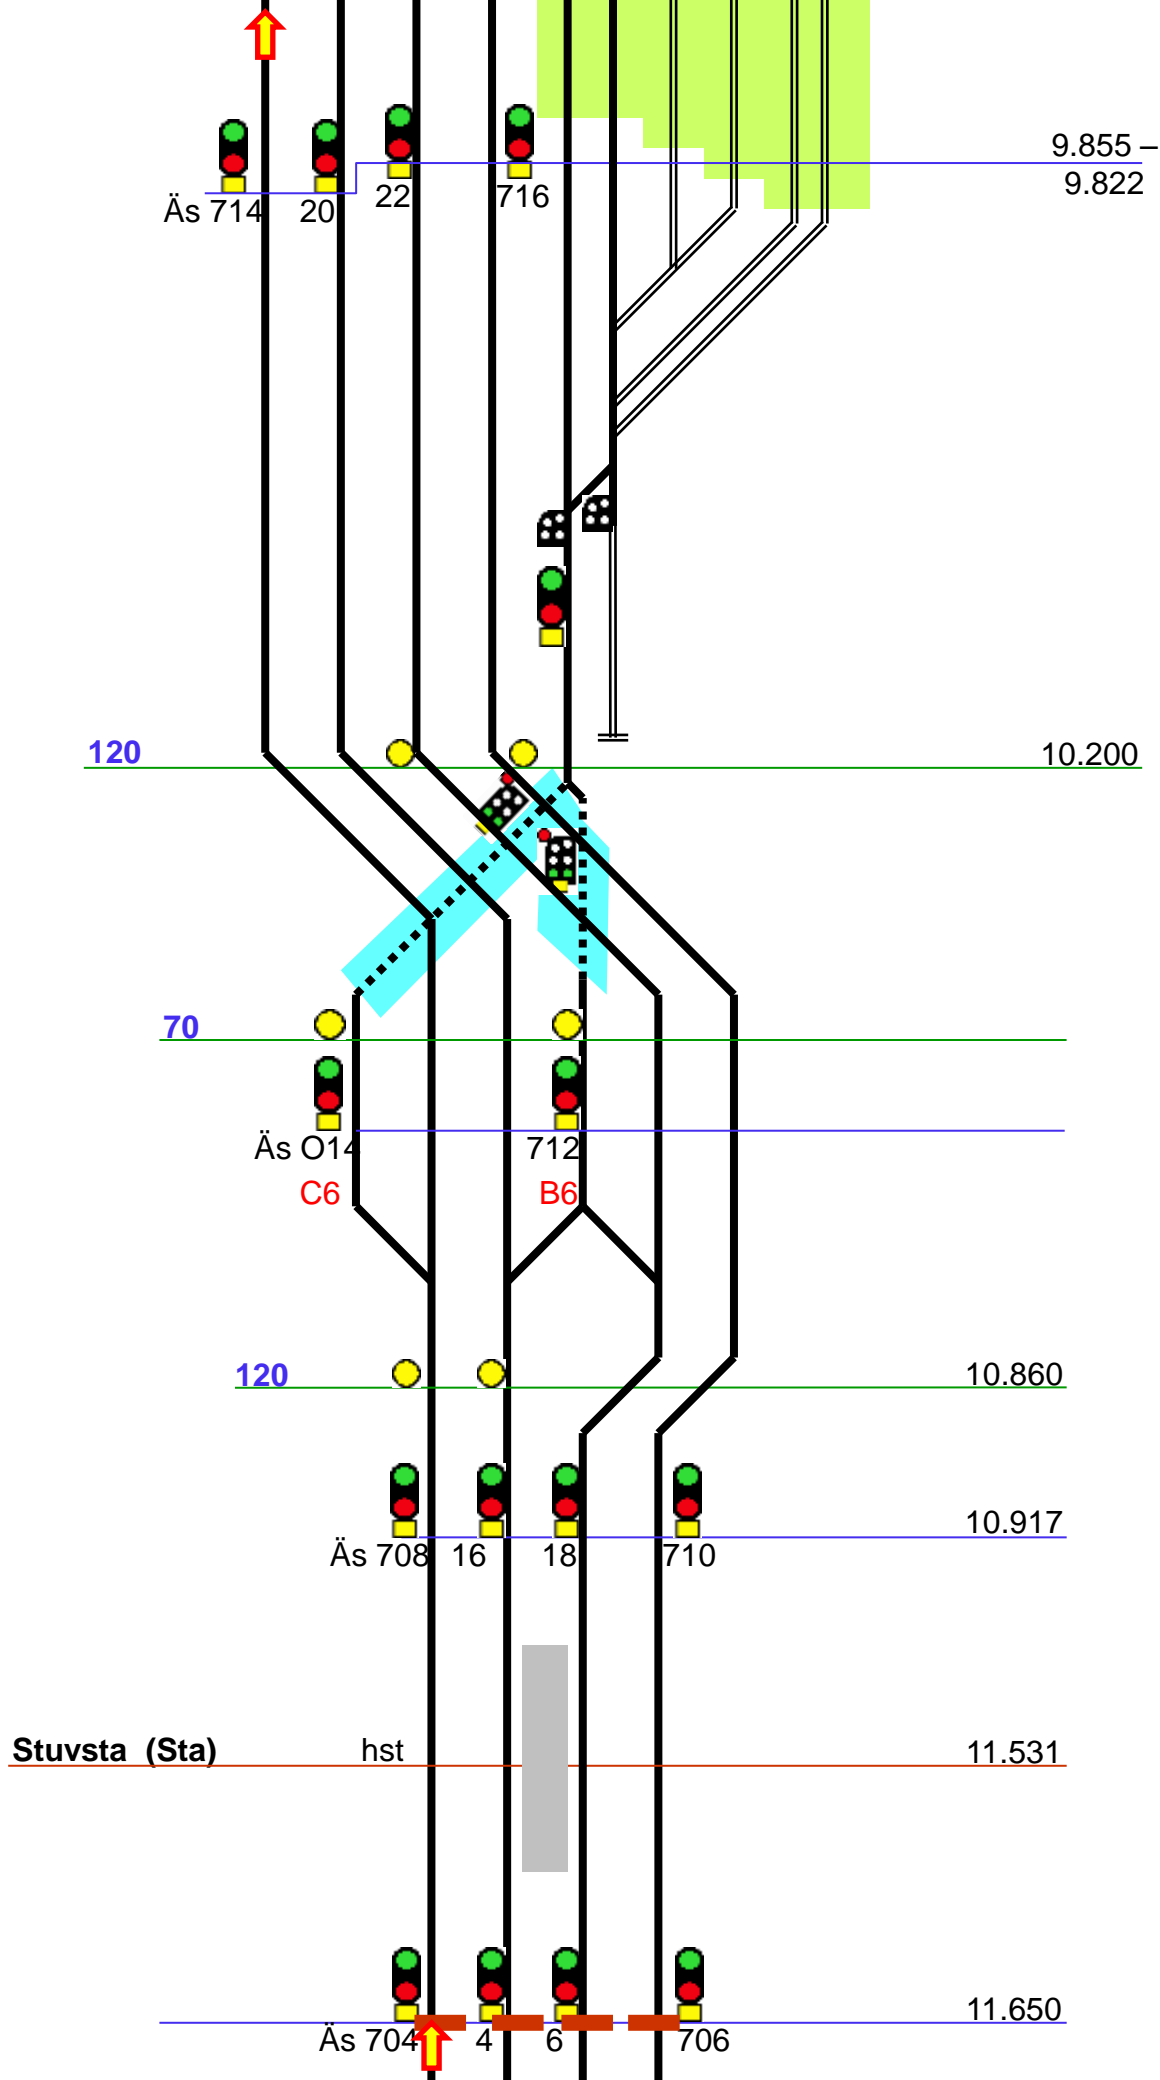 9.855 –
9.822
Äs 714 20 22 716
120 10.200
70
Äs O14 712
C6 B6
120 10.860
10.917
Äs 708 16 18 710
Stuvsta (Sta) hst 11.531
11.650
Äs 704 4 6 706